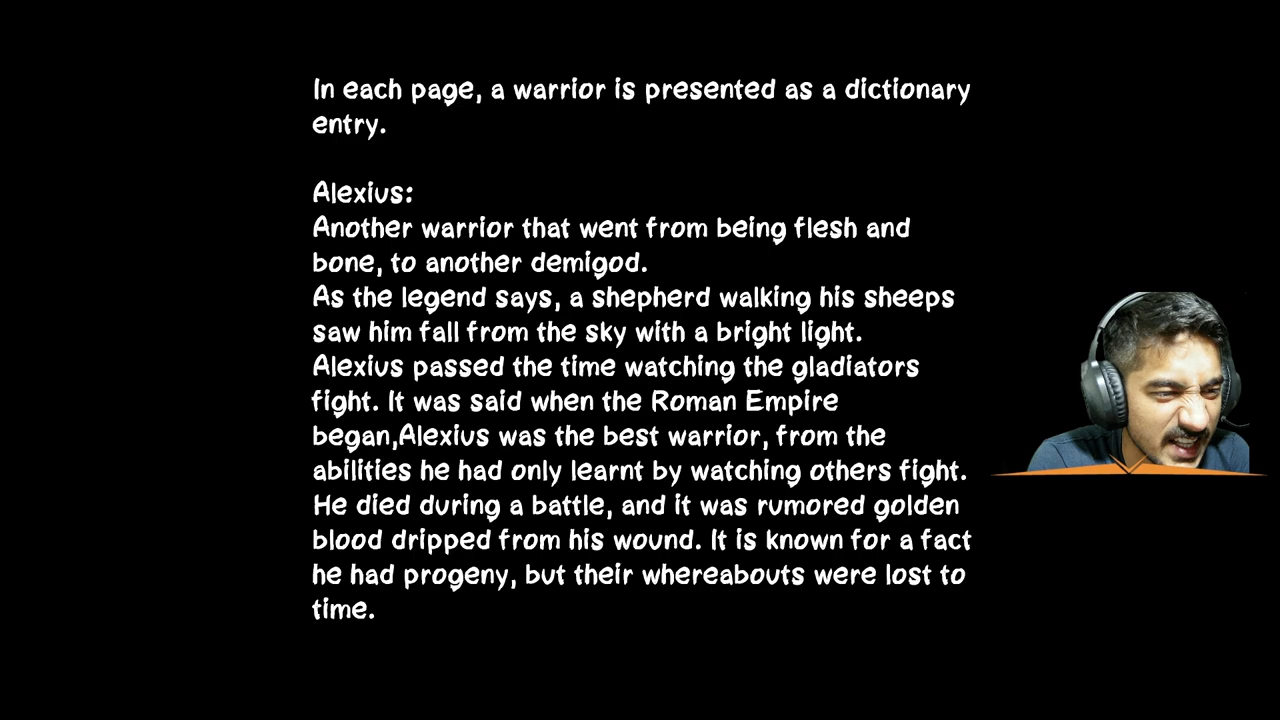 In each page, a warrior is presented as a dictionary
entry.
Alexius:
Another warrior that went from being flesh and
bone, to another demigod.
As the legend says, a shepherd walking his sheeps
saw him fall from the sky with a bright light.
Alexius passed the time watching the gladiators
fight. It was said when the Roman Empire
began,Alexius was the best warrior, from the
abilities he had only learnt by watching others fight.
He died during a battle, and it was rumored golden
blood dripped from his wound. It is known for a fact
he had progeny, but their whereabouts were lost to
time.